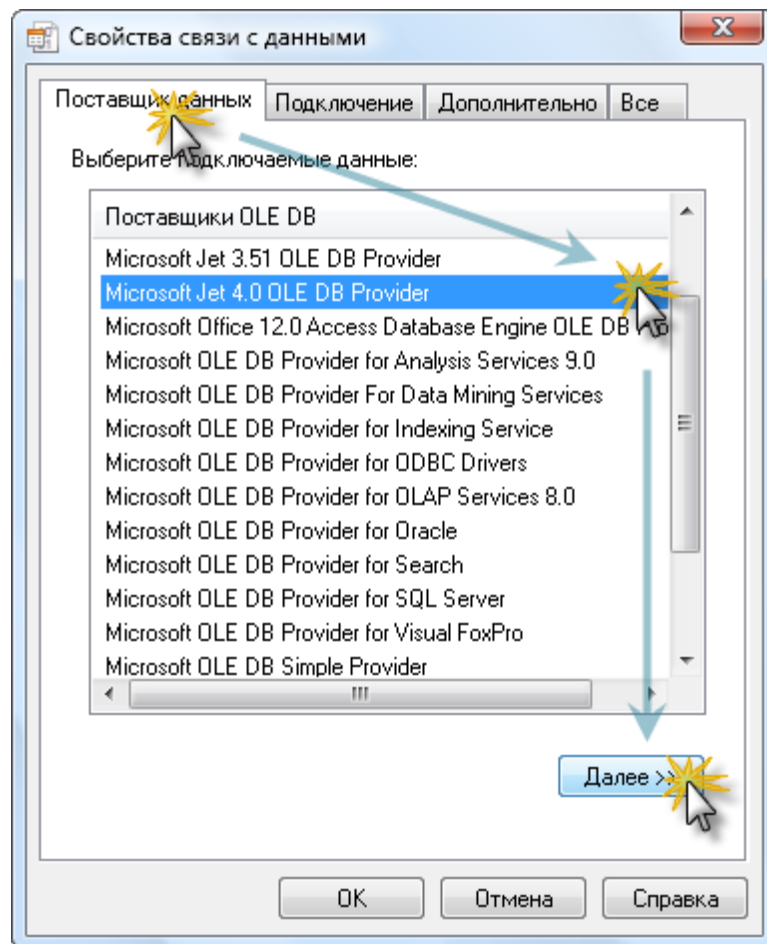 Свойства связи с данными
Поставщик данных
Подключение
Дополнительно
Все
Выберите подключаемые данные:
Поставщики OLE DB
Microsoft Jet 3.51 OLE DB Provider
Microsoft Jet 4.0 OLE DB Provider
Microsoft Office 12.0 Access Database Engine OLE DB
Microsoft OLE DB Provider for Analysis Services 9.0
Microsoft OLE DB Provider For Data Mining Services
Microsoft OLE DB Provider for Indexing Service
Microsoft OLE DB Provider for ODBC Drivers
Microsoft OLE DB Provider for OLAP Services 8.0
Microsoft OLE DB Provider for Oracle
Microsoft OLE DB Provider for Search
Microsoft OLE DB Provider for SQL Server
Microsoft OLE DB Provider for Visual FoxPro
Microsoft OLE DB Simple Provider
Далее >>
OK
Отмена
Справка